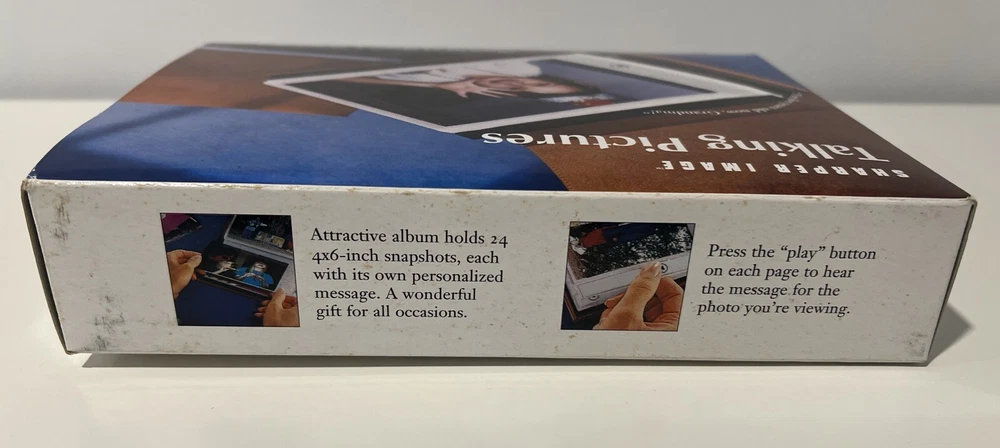 SHARPER IMAGE™
Talking Pictures
Attractive album holds 24
4x6-inch snapshots, each
with its own personalized
message. A wonderful
gift for all occasions.
Press the “play” button
on each page to hear
the message for the
photo you’re viewing.